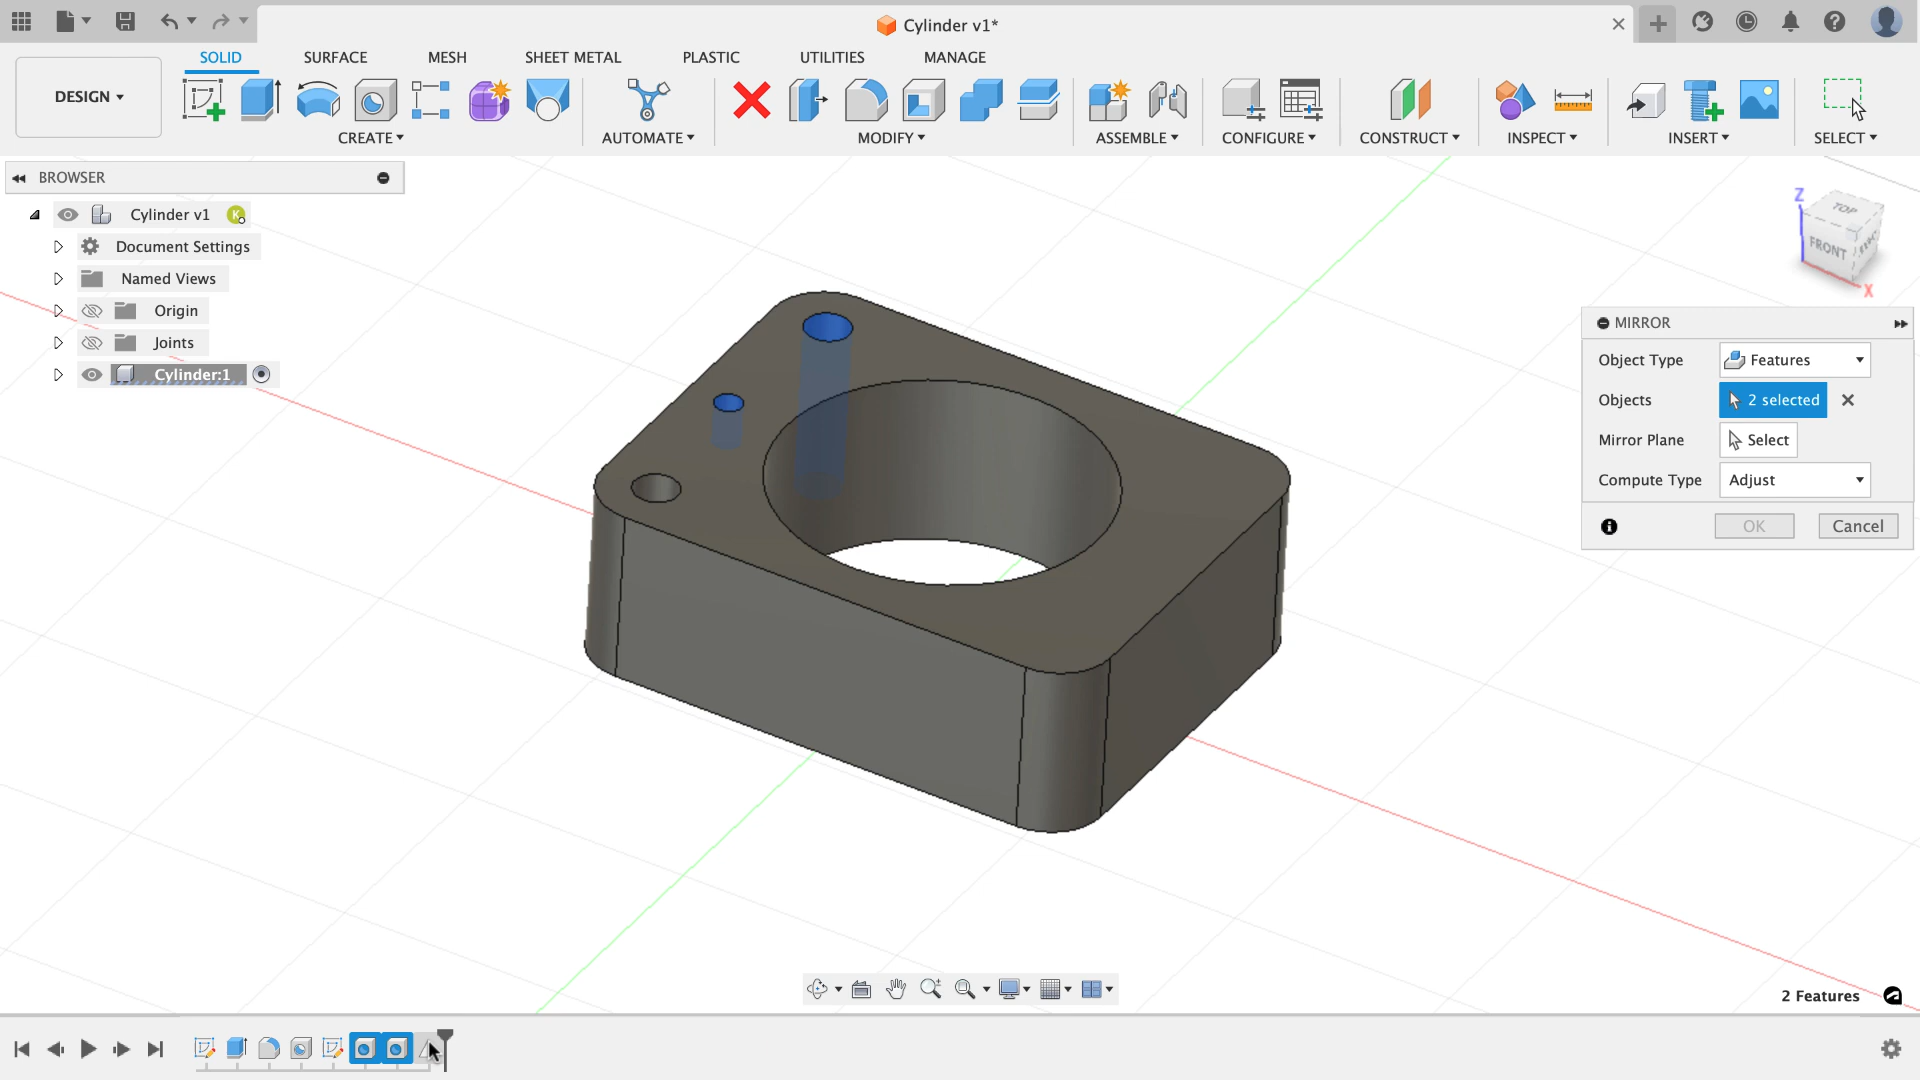 Cylinder v1*
SOLID
SURFACE
MESH
SHEET METAL
PLASTIC
UTILITIES
MANAGE
DESIGN
CREATE
AUTOMATE
MODIFY
ASSEMBLE
CONFIGURE
CONSTRUCT
INSPECT
INSERT
SELECT
BROWSER
Cylinder v1
Document Settings
Named Views
Origin
Joints
Cylinder:1
Z
TOP
FRONT
X
MIRROR
Object Type
Features
Objects
2 selected
Mirror Plane
Select
Compute Type
Adjust
OK
Cancel
2 Features